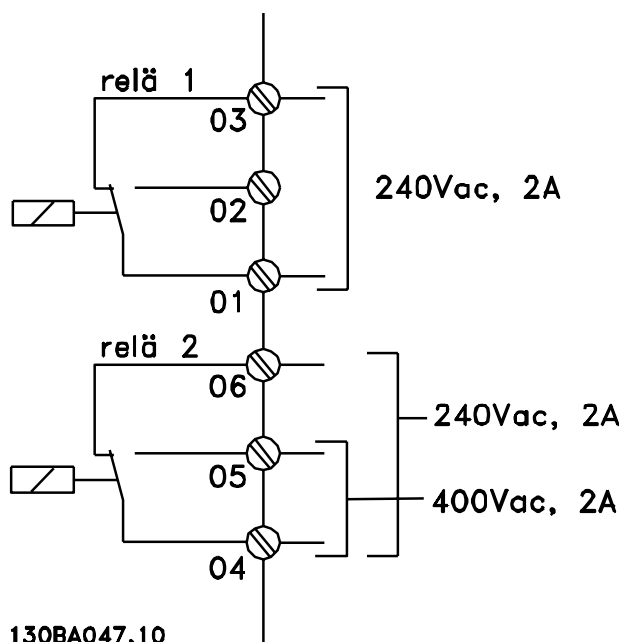 relä 1
03
240Vac, 2A
02
01
relä 2
06
240Vac, 2A
05
400Vac, 2A
04
130BA047.10